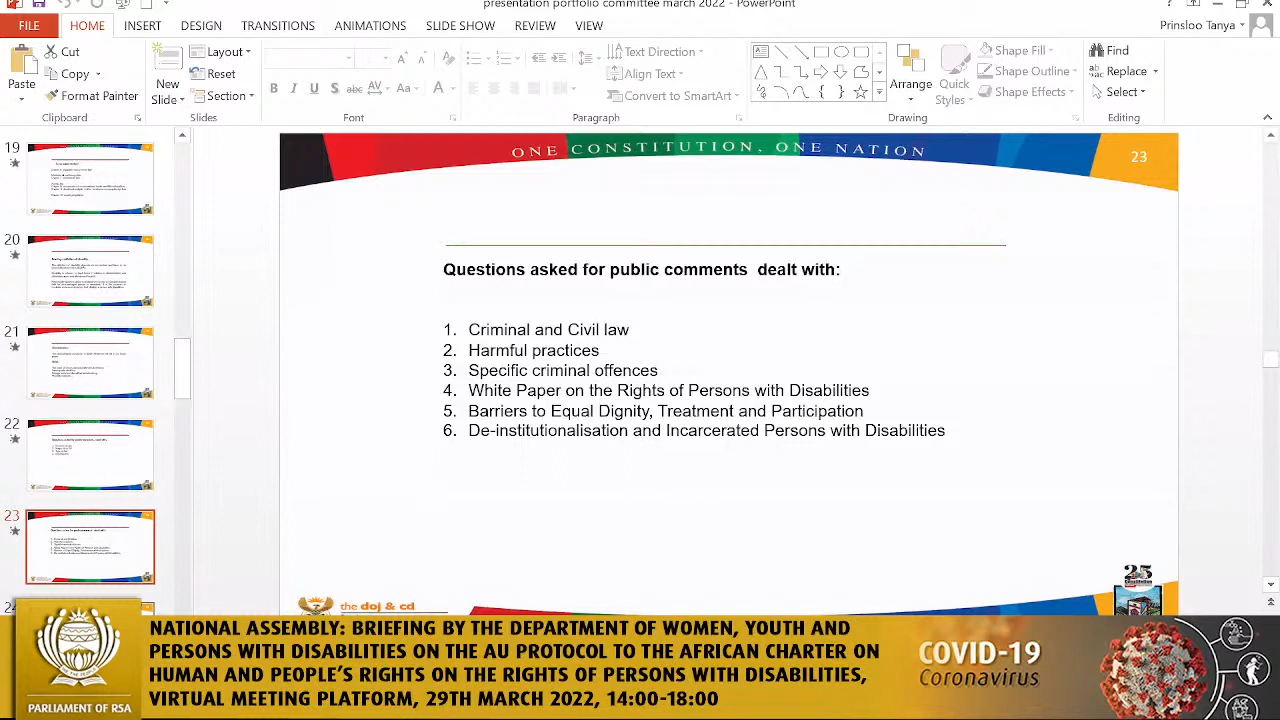 presentation portfolio committee march 2022 - PowerPoint
FILE HOME INSERT DESIGN TRANSITIONS ANIMATIONS SLIDE SHOW REVIEW VIEW Prinsloo Tanya
Cut Layout Text Direction Shape Fill Find
Copy Reset Align Text Shape Outline Replace
Paste Format Painter New Slide Section B I U S abc AV Aa A Convert to SmartArt Arrange Quick Styles Shape Effects Select
Clipboard Slides Font Paragraph Drawing Editing
19
20
21
22
23
ONE CONSTITUTION, ONE NATION
23
Questions asked for public comments dealt with:
1. Criminal and Civil law
2. Harmful practices
3. Specific criminal offences
4. White Paper on the Rights of Persons with Disabilities
5. Barriers to Equal Dignity, Treatment and Participation
6. De-institutionalisation and Incarcerated Persons with Disabilities
25
the doj & cd
NATIONAL ASSEMBLY: BRIEFING BY THE DEPARTMENT OF WOMEN, YOUTH AND
PERSONS WITH DISABILITIES ON THE AU PROTOCOL TO THE AFRICAN CHARTER ON
HUMAN AND PEOPLE'S RIGHTS ON THE RIGHTS OF PERSONS WITH DISABILITIES,
VIRTUAL MEETING PLATFORM, 29TH MARCH 2022, 14:00-18:00
PARLIAMENT OF RSA
COVID-19
Coronavirus